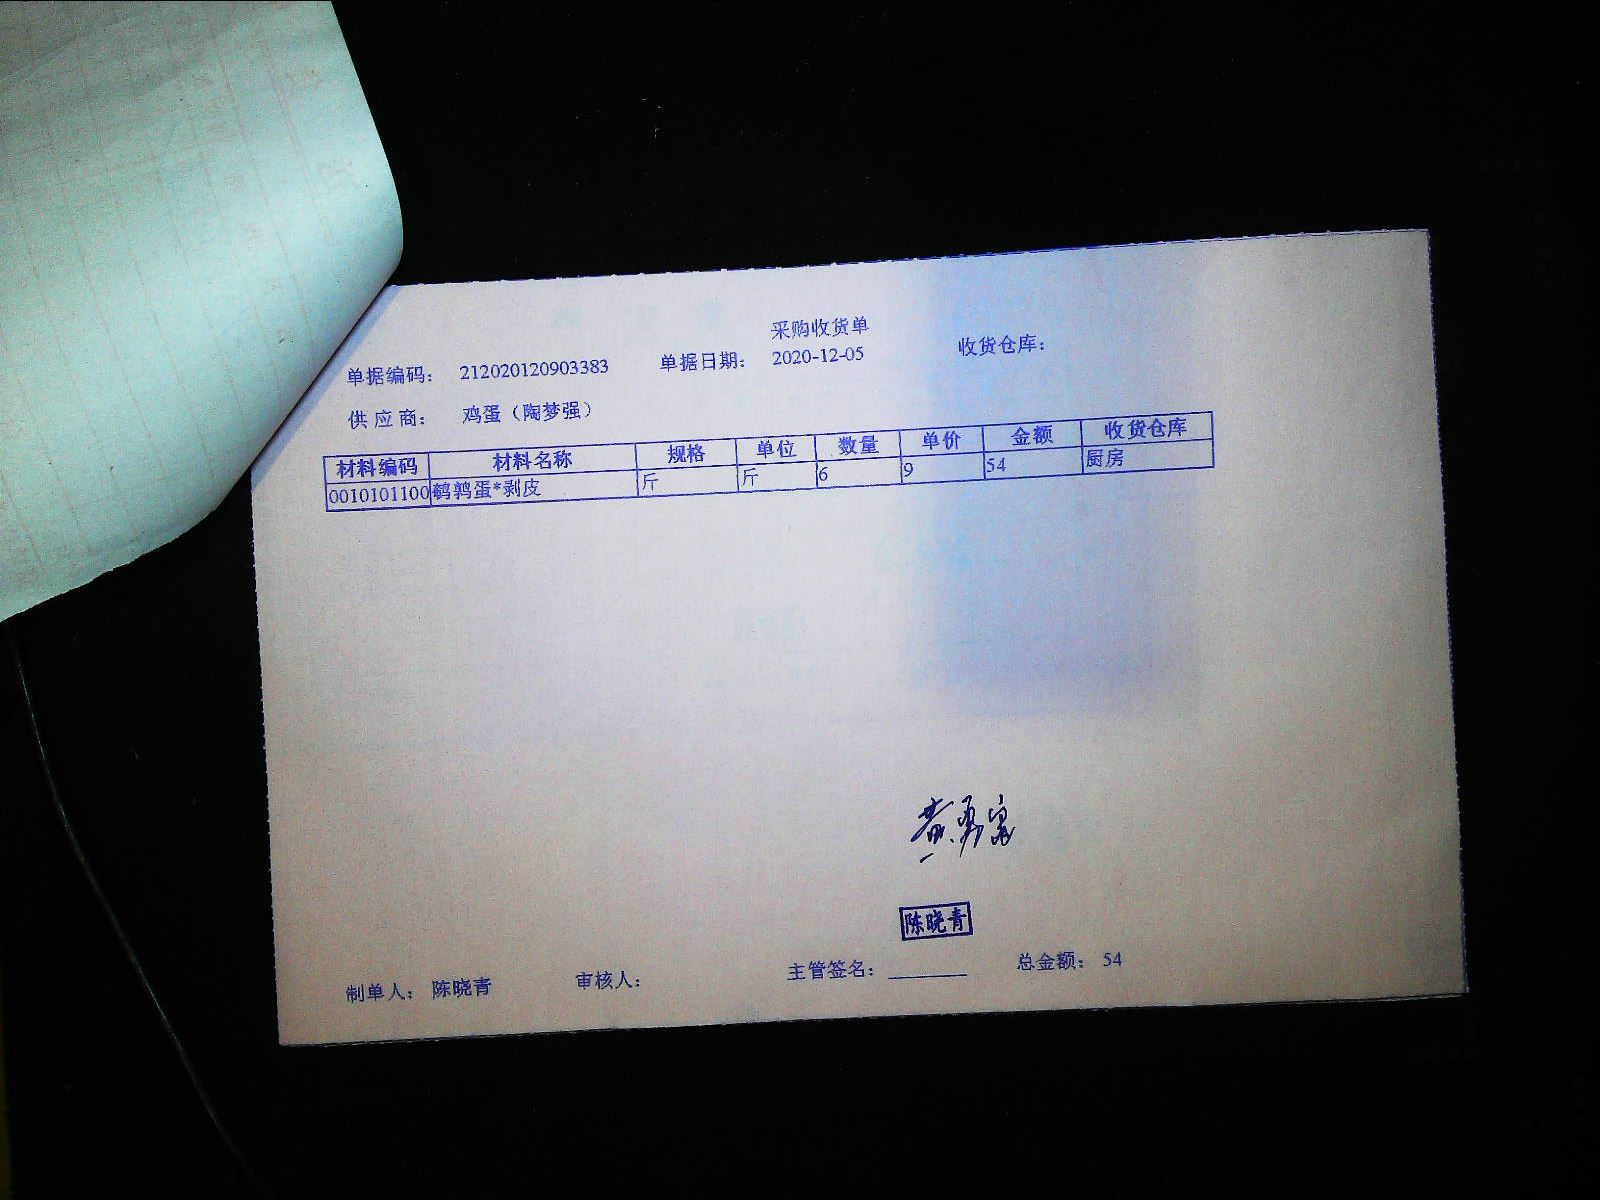 采购收货单
单据编码： 212020120903383 单据日期： 2020-12-05 收货仓库：
供应商： 鸡蛋（陶梦强）
材料编码 材料名称 规格 单位 数量 单价 金额 收货仓库
0010101100 鹌鹑蛋*剥皮 斤 斤 6 9 54 厨房
陈晓青
制单人： 陈晓青 审核人： 主管签名： 总金额： 54